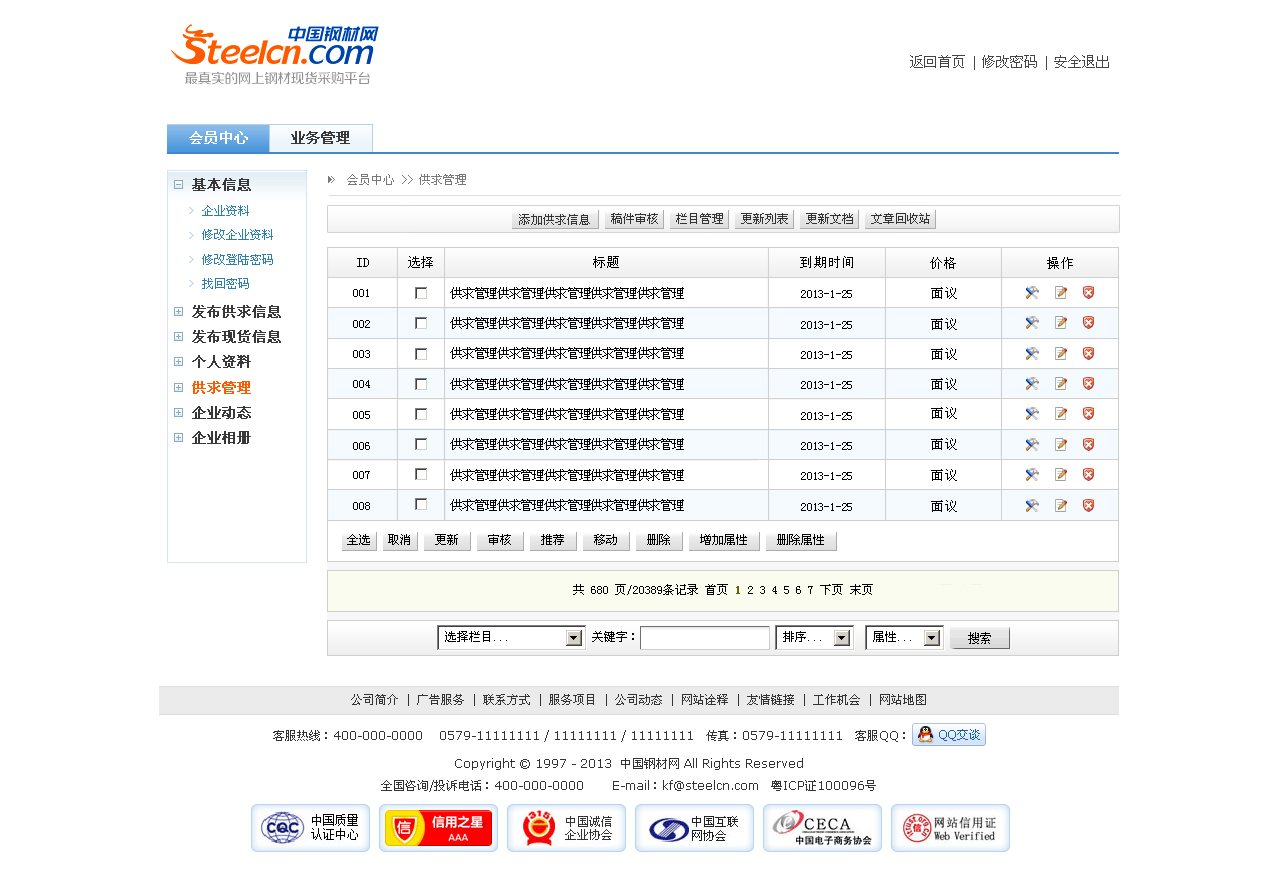 中国钢材网
Steelcn.com
最真实的网上钢材现货采购平台
返回首页 | 修改密码 | 安全退出
会员中心 业务管理
基本信息
企业资料
修改企业资料
修改登陆密码
找回密码
发布供求信息
发布现货信息
个人资料
供求管理
企业动态
企业相册
会员中心 >> 供求管理
添加供求信息 稿件审核 栏目管理 更新列表 更新文档 文章回收站
ID 选择 标题 到期时间 价格 操作
001 供求管理供求管理供求管理供求管理供求管理 2013-1-25 面议
002 供求管理供求管理供求管理供求管理供求管理 2013-1-25 面议
003 供求管理供求管理供求管理供求管理供求管理 2013-1-25 面议
004 供求管理供求管理供求管理供求管理供求管理 2013-1-25 面议
005 供求管理供求管理供求管理供求管理供求管理 2013-1-25 面议
006 供求管理供求管理供求管理供求管理供求管理 2013-1-25 面议
007 供求管理供求管理供求管理供求管理供求管理 2013-1-25 面议
008 供求管理供求管理供求管理供求管理供求管理 2013-1-25 面议
全选 取消 更新 审核 推荐 移动 删除 增加属性 删除属性
共 680 页/20389条记录 首页 1 2 3 4 5 6 7 下页 末页
选择栏目... 关键字： 排序... 属性... 搜索
公司简介 | 广告服务 | 联系方式 | 服务项目 | 公司动态 | 网站诠释 | 友情链接 | 工作机会 | 网站地图
客服热线：400-000-0000 0579-11111111 / 11111111 / 11111111 传真：0579-11111111 客服QQ： QQ交谈
Copyright © 1997 - 2013 中国钢材网 All Rights Reserved
全国咨询/投诉电话：400-000-0000 E-mail：kf@steelcn.com 粤ICP证100096号
CQC 中国质量
认证中心
信 信用之星
AAA
315 中国诚信
企业协会
中国互联
网协会
CECA
中国电子商务协会
网站信用证
Web Verified